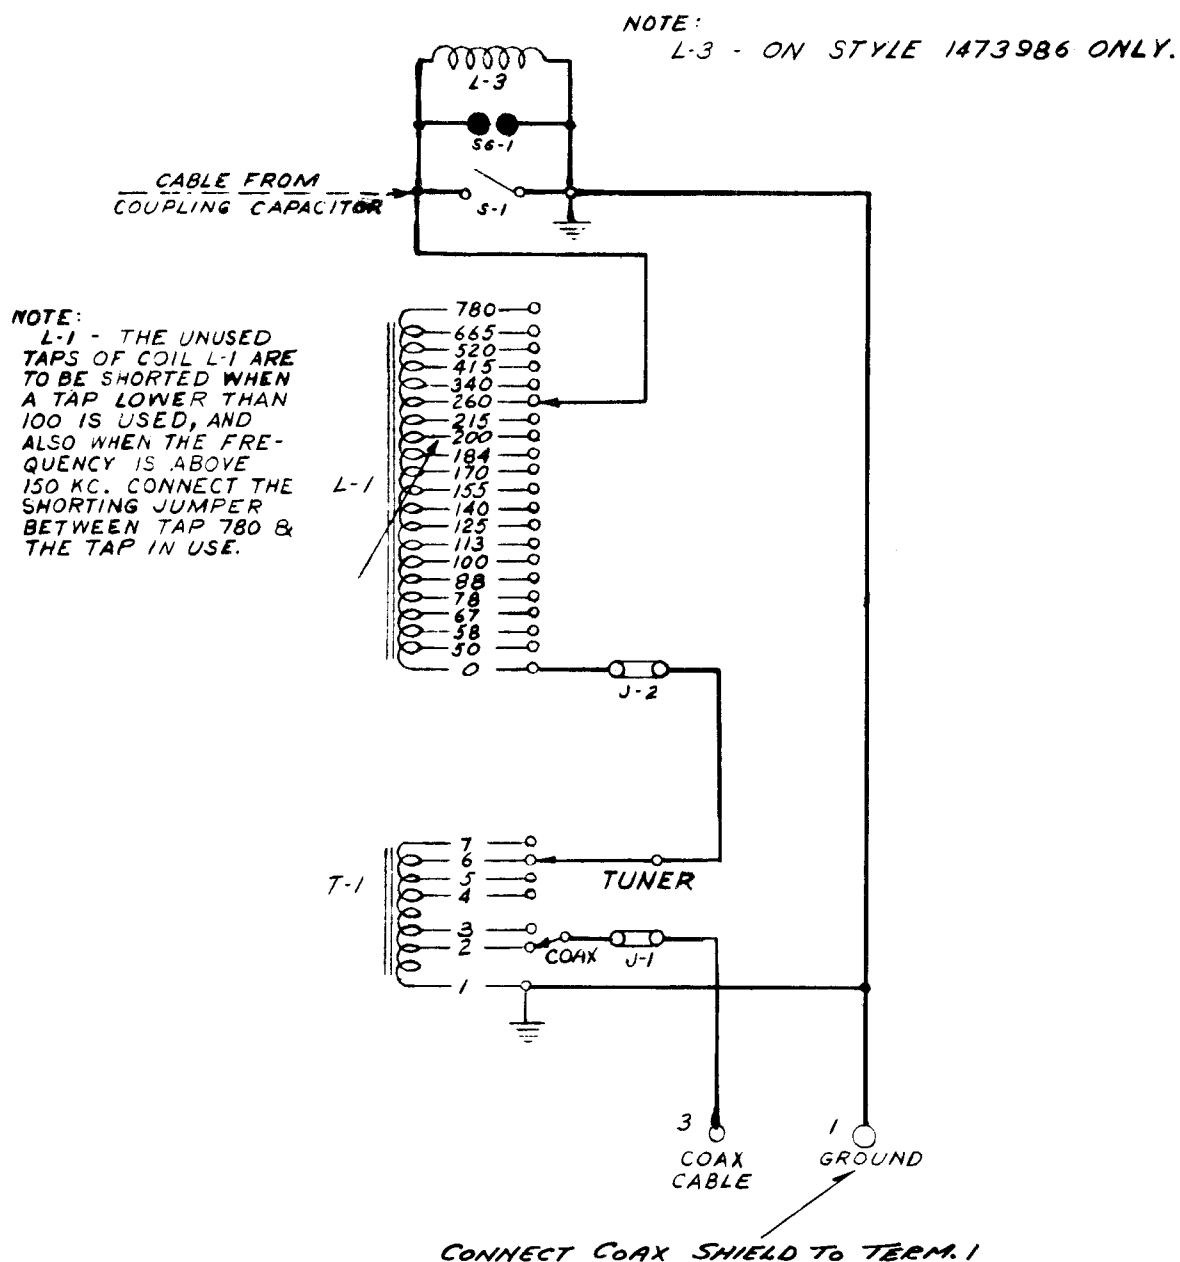 NOTE:
L-3 - ON STYLE 1473986 ONLY.
L-3
S6-1
CABLE FROM
COUPLING CAPACITOR
S-1
NOTE:
L-1 - THE UNUSED
TAPS OF COIL L-1 ARE
TO BE SHORTED WHEN
A TAP LOWER THAN
100 IS USED, AND
ALSO WHEN THE FRE-
QUENCY IS ABOVE
150 KC. CONNECT THE
SHORTING JUMPER
BETWEEN TAP 780 &
THE TAP IN USE.
L-1
780
665
520
415
340
260
215
200
184
170
155
140
125
113
100
88
78
67
58
50
0
J-2
T-1
7
6
5
4
3
2
1
TUNER
COAX
J-1
3
COAX
CABLE
1
GROUND
CONNECT COAX SHIELD TO TERM. 1